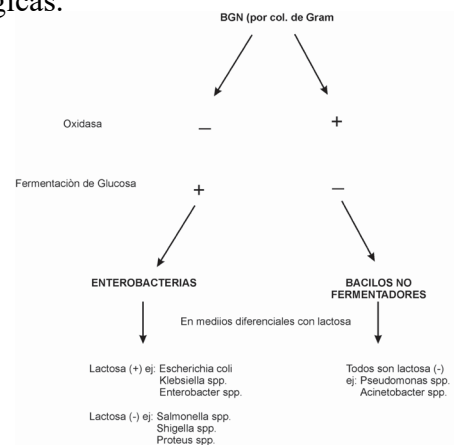 gicas.
BGN (por col. de Gram
Oxidasa
—
+
Fermentaciòn de Glucosa
+
—
ENTEROBACTERIAS
BACILOS NO
FERMENTADORES
En mediios diferenciales con lactosa
Lactosa (+) ej: Escherichia coli
Klebsiella spp.
Enterobacter spp.
Todos son lactosa (-)
ej: Pseudomonas spp.
Acinetobacter spp.
Lactosa (-) ej: Salmonella spp.
Shigella spp.
Proteus spp.